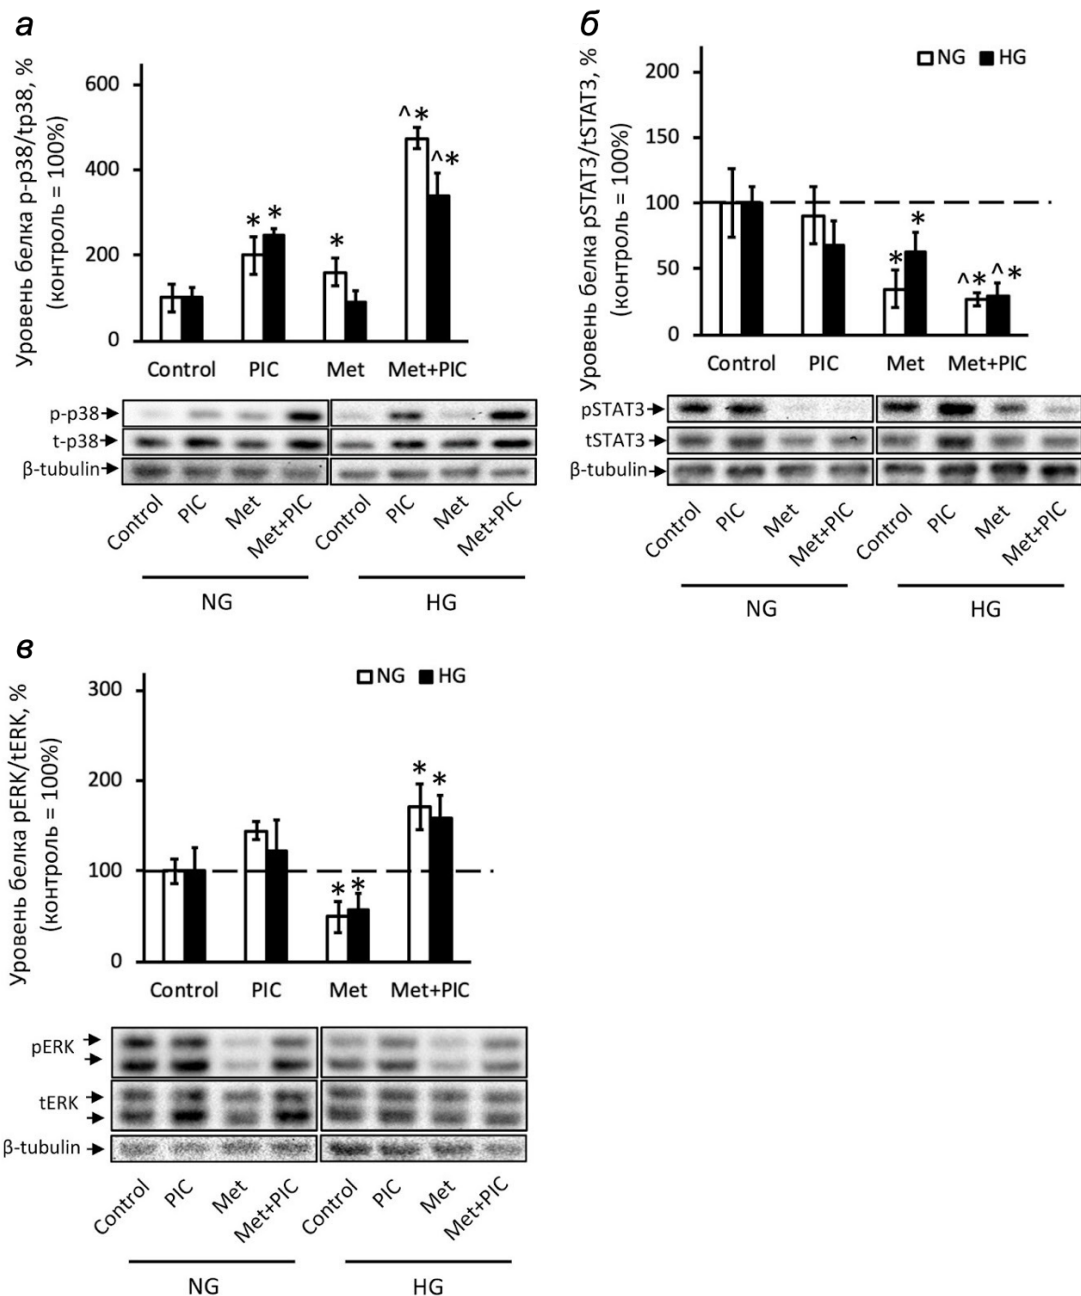 а
Уровень белка p-p38/tp38, %
(контроль = 100%)
600
400
200
0
^ *
^ *
* *
*
Control PIC Met Met+PIC
p-p38
t-p38
β-tubulin
Control PIC Met Met+PIC Control PIC Met Met+PIC
NG HG
б
Уровень белка pSTAT3/tSTAT3, %
(контроль = 100%)
NG HG
200
150
100
50
0
*
*
^ * ^ *
Control PIC Met Met+PIC
pSTAT3
tSTAT3
β-tubulin
Control PIC Met Met+PIC Control PIC Met Met+PIC
NG HG
в
Уровень белка pERK/tERK, %
(контроль = 100%)
NG HG
300
200
100
0
* *
* *
Control PIC Met Met+PIC
pERK
tERK
β-tubulin
Control PIC Met Met+PIC Control PIC Met Met+PIC
NG HG